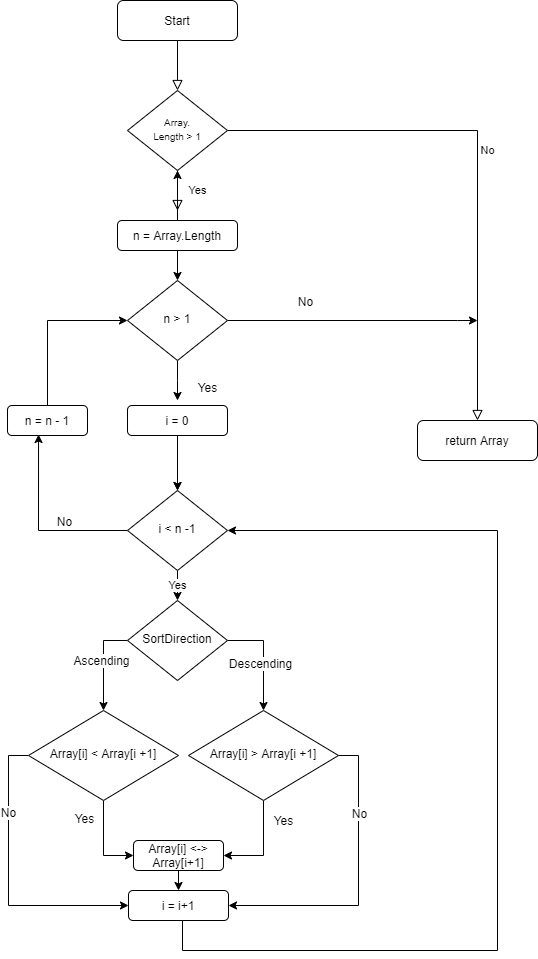 Start
Array.
Length > 1
No
Yes
n = Array.Length
n > 1
No
Yes
n = n - 1
i = 0
return Array
No
i < n -1
Yes
SortDirection
Ascending
Descending
Array[i] < Array[i +1]
Array[i] > Array[i +1]
No
Yes
Yes
No
Array[i] <->
Array[i+1]
i = i+1